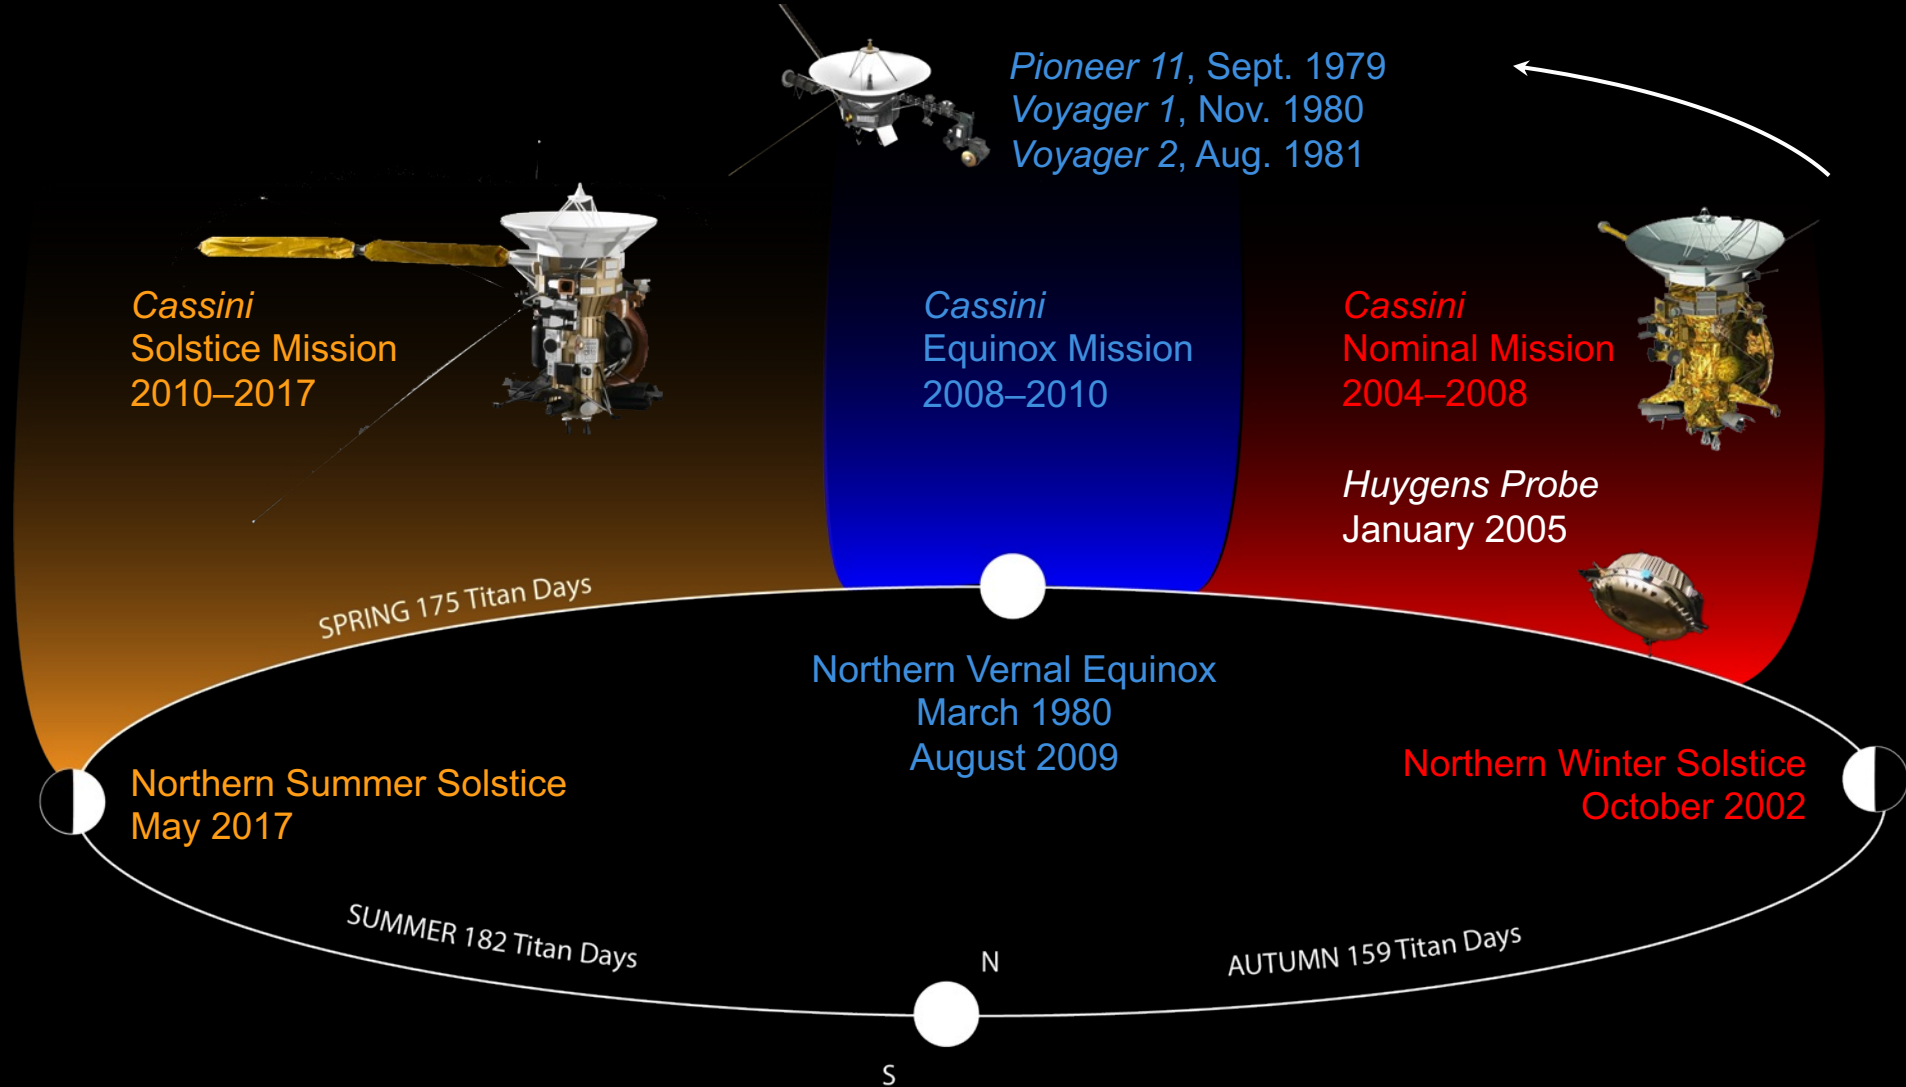 Pioneer 11, Sept. 1979
Voyager 1, Nov. 1980
Voyager 2, Aug. 1981
Cassini
Solstice Mission
2010–2017
Cassini
Equinox Mission
2008–2010
Cassini
Nominal Mission
2004–2008
Huygens Probe
January 2005
SPRING 175 Titan Days
Northern Vernal Equinox
March 1980
August 2009
Northern Summer Solstice
May 2017
Northern Winter Solstice
October 2002
SUMMER 182 Titan Days
AUTUMN 159 Titan Days
N
S